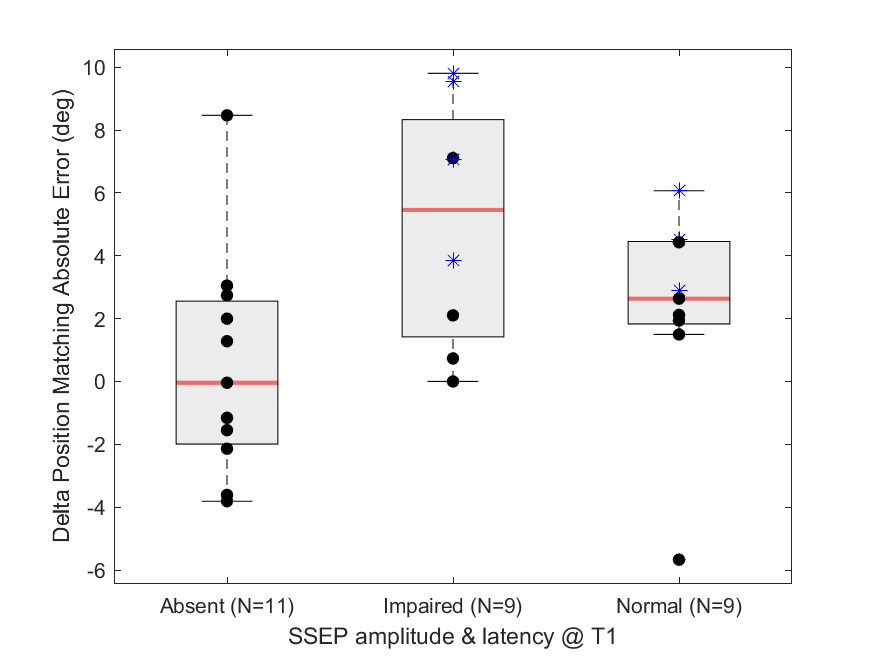 Delta Position Matching Absolute Error (deg)
10
8
6
4
2
0
-2
-4
-6
Absent (N=11)
Impaired (N=9)
Normal (N=9)
SSEP amplitude & latency @ T1